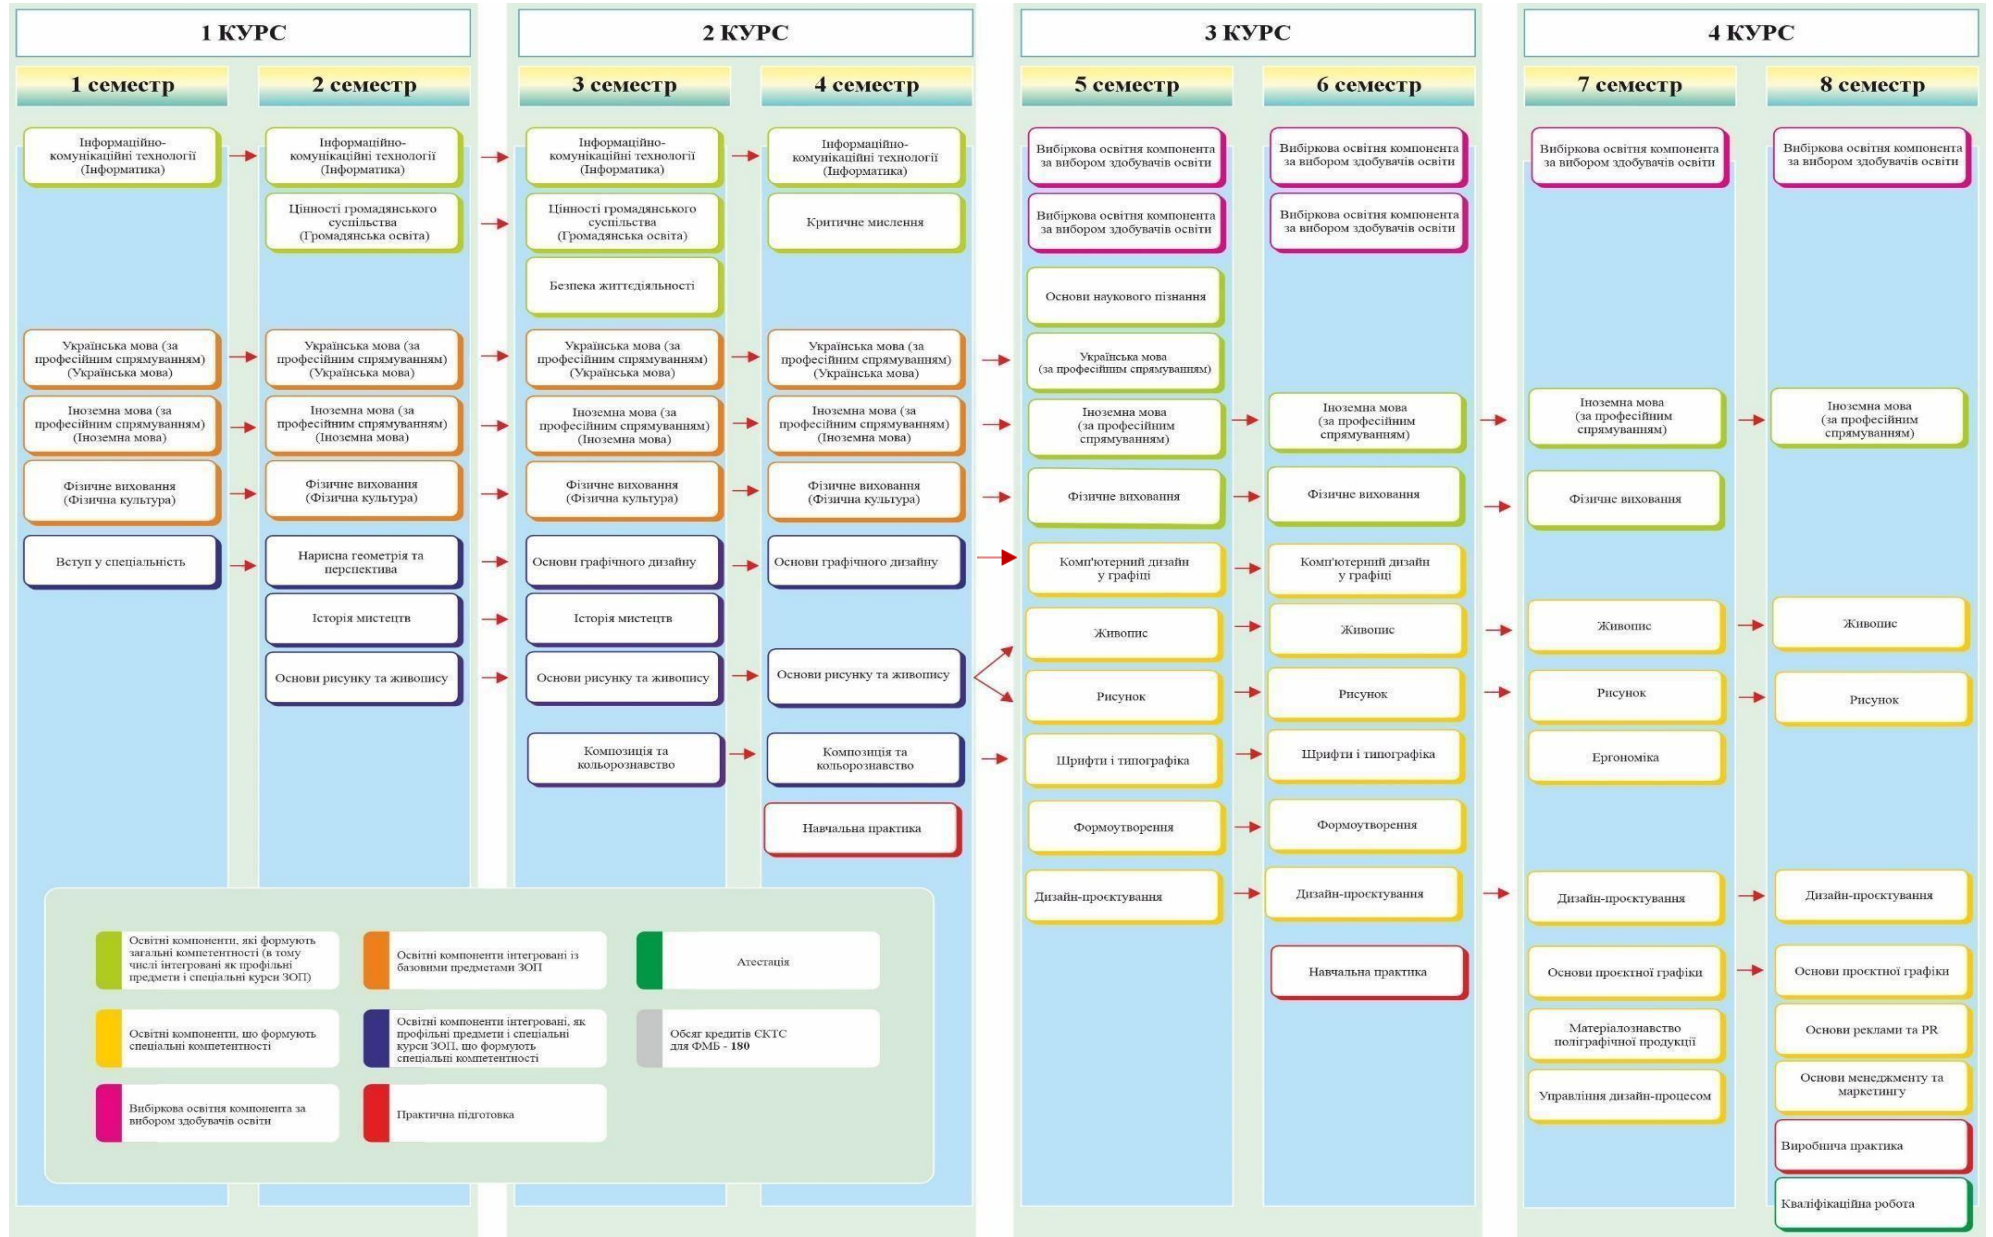 1 КУРС
2 КУРС
3 КУРС
4 КУРС
1 семестр
2 семестр
3 семестр
4 семестр
5 семестр
6 семестр
7 семестр
8 семестр
Інформаційно-
комунікаційні технології
(Інформатика)
Українська мова (за
професійним спрямуванням)
(Українська мова)
Іноземна мова (за
професійним спрямуванням)
(Іноземна мова)
Фізичне виховання
(Фізична культура)
Вступ у спеціальність
Інформаційно-
комунікаційні технології
(Інформатика)
Цінності громадянського
суспільства
(Громадянська освіта)
Українська мова (за
професійним спрямуванням)
(Українська мова)
Іноземна мова (за
професійним спрямуванням)
(Іноземна мова)
Фізичне виховання
(Фізична культура)
Нарисна геометрія та
перспектива
Історія мистецтв
Основи рисунку та живопису
Інформаційно-
комунікаційні технології
(Інформатика)
Цінності громадянського
суспільства
(Громадянська освіта)
Безпека життєдіяльності
Українська мова (за
професійним спрямуванням)
(Українська мова)
Іноземна мова (за
професійним спрямуванням)
(Іноземна мова)
Фізичне виховання
(Фізична культура)
Основи графічного дизайну
Історія мистецтв
Основи рисунку та живопису
Композиція та
кольорознавство
Інформаційно-
комунікаційні технології
(Інформатика)
Критичне мислення
Українська мова (за
професійним спрямуванням)
(Українська мова)
Іноземна мова (за
професійним спрямуванням)
(Іноземна мова)
Фізичне виховання
(Фізична культура)
Основи графічного дизайну
Основи рисунку та живопису
Композиція та
кольорознавство
Навчальна практика
Вибіркова освітня компонента
за вибором здобувачів освіти
Вибіркова освітня компонента
за вибором здобувачів освіти
Основи наукового пізнання
Українська мова
(за професійним спрямуванням)
Іноземна мова
(за професійним
спрямуванням)
Фізичне виховання
Комп'ютерний дизайн
у графіці
Живопис
Рисунок
Шрифти і типографіка
Формоутворення
Дизайн-проєктування
Вибіркова освітня компонента
за вибором здобувачів освіти
Вибіркова освітня компонента
за вибором здобувачів освіти
Іноземна мова
(за професійним
спрямуванням)
Фізичне виховання
Комп'ютерний дизайн
у графіці
Живопис
Рисунок
Шрифти і типографіка
Формоутворення
Дизайн-проєктування
Навчальна практика
Вибіркова освітня компонента
за вибором здобувачів освіти
Іноземна мова
(за професійним
спрямуванням)
Фізичне виховання
Живопис
Рисунок
Ергономіка
Дизайн-проєктування
Основи проєктної графіки
Матеріалознавство
поліграфічної продукції
Управління дизайн-процесом
Вибіркова освітня компонента
за вибором здобувачів освіти
Іноземна мова
(за професійним
спрямуванням)
Живопис
Рисунок
Дизайн-проєктування
Основи проєктної графіки
Основи реклами та PR
Основи менеджменту та
маркетингу
Виробнича практика
Кваліфікаційна робота
Освітні компоненти, які формують
загальні компетентності (в тому
числі інтегровані як профільні
предмети і спеціальні курси ЗОП)
Освітні компоненти, що формують
спеціальні компетентності
Вибіркова освітня компонента за
вибором здобувачів освіти
Освітні компоненти інтегровані із
базовими предметами ЗОП
Освітні компоненти інтегровані, як
профільні предмети і спеціальні
курси ЗОП, що формують
спеціальні компетентності
Практична підготовка
Атестація
Обсяг кредитів ЄКТС
для ФМБ - 180